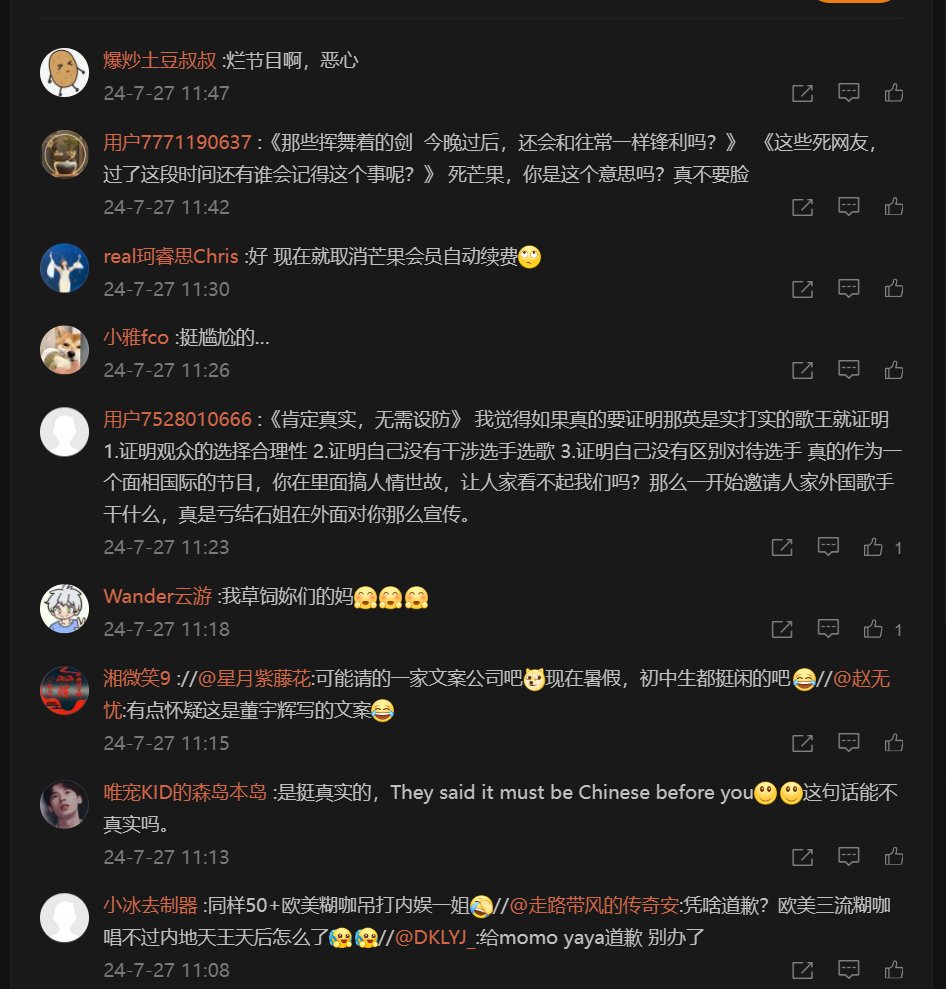 爆炒土豆叔叔 :烂节目啊，恶心
24-7-27 11:47
用户7771190637 :《那些挥舞着的剑 今晚过后，还会和往常一样锋利吗？》 《这些死网友，
过了这段时间还有谁会记得这个事呢？》 死芒果，你是这个意思吗？真不要脸
24-7-27 11:42
real珂睿思Chris :好 现在就取消芒果会员自动续费🙄
24-7-27 11:30
小雅fco :挺尴尬的...
24-7-27 11:26
用户7528010666 :《肯定真实，无需设防》 我觉得如果真的要证明那英是实打实的歌王就证明
1.证明观众的选择合理性 2.证明自己没有干涉选手选歌 3.证明自己没有区别对待选手 真的作为一
个面相国际的节目，你在里面搞人情世故，让人家看不起我们吗？那么一开始邀请人家外国歌手
干什么，真是亏结石姐在外面对你那么宣传。
24-7-27 11:23
1
Wander云游 :我草饲妳们的妈🤗🤗🤗
24-7-27 11:18
1
湘微笑9 ://@星月紫藤花:可能请的一家文案公司吧现在暑假，初中生都挺闲的吧😂//@赵无
忧:有点怀疑这是董宇辉写的文案😂
24-7-27 11:15
唯宠KID的森岛本岛 :是挺真实的，They said it must be Chinese before you🙂🙂这句话能不
真实吗。
24-7-27 11:13
小冰去制器 :同样50+欧美糊咖吊打内娱一姐🤣//@走路带风的传奇安:凭啥道歉？欧美三流糊咖
唱不过内地天王天后怎么了🥲🥲//@DKLYJ_:给momo yaya道歉 别办了
24-7-27 11:08